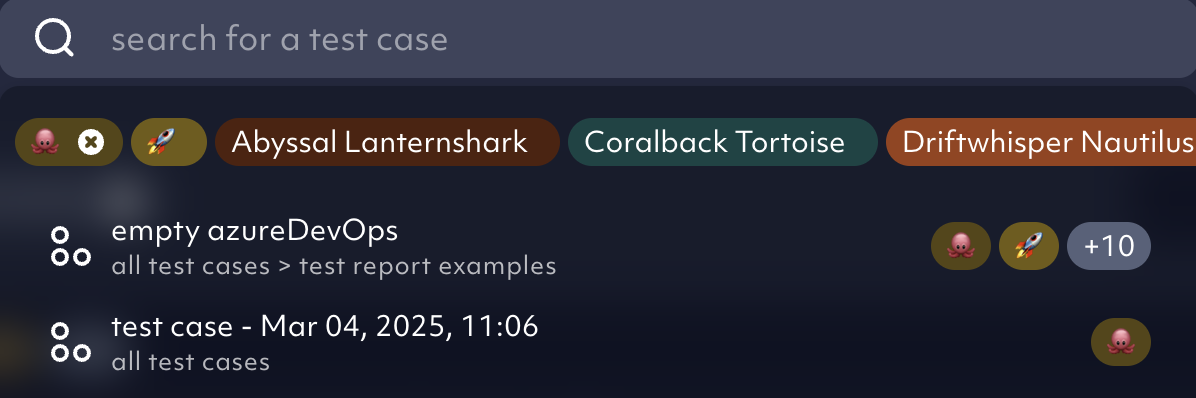 search for a test case
🐙 🚀 Abyssal Lanternshark Coralback Tortoise Driftwhisper Nautilus
empty azureDevOps
all test cases > test report examples
🐙 🚀 +10
test case - Mar 04, 2025, 11:06
all test cases
🐙